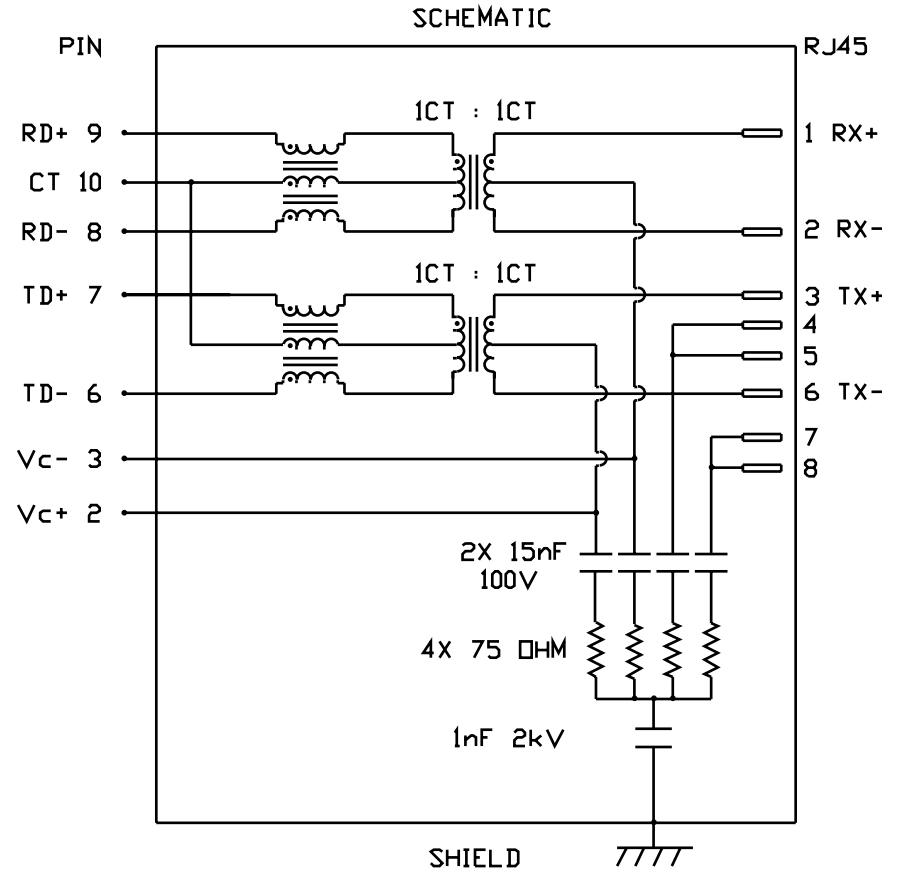 SCHEMATIC
PIN
RJ45
1CT : 1CT
RD+ 9
1 RX+
CT 10
RD- 8
2 RX-
1CT : 1CT
TD+ 7
3 TX+
4
5
TD- 6
6 TX-
7
Vc- 3
8
Vc+ 2
2X 15nF
100V
4X 75 OHM
1nF 2kV
SHIELD